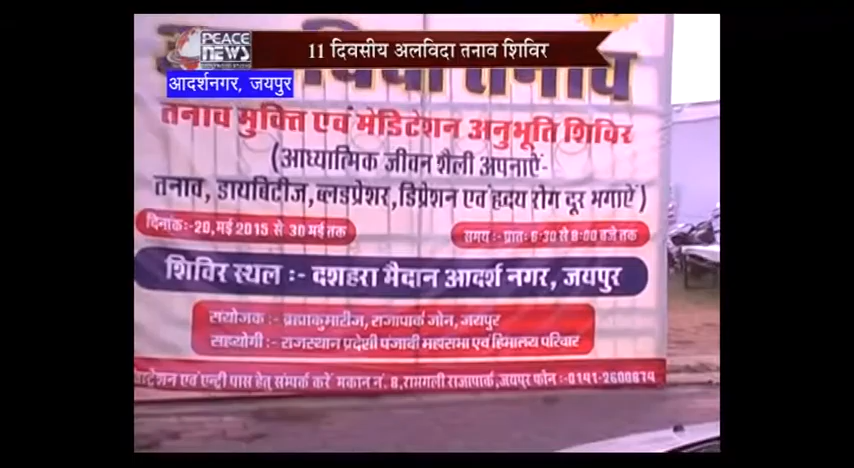 PEACE
NEWS
11 दिवसीय अलविदा तनाव शिविर
आदर्शनगर, जयपुर
तनाव
तनाव मुक्ति एवं मेडिटेशन अनुभूति शिविर
(आध्यात्मिक जीवन शैली अपनाऐं-
तनाव, डायबिटीज, ब्लडप्रेशर, डिप्रेशन एवं हृदय रोग दूर भगाऐं)
दिनांक:-20, मई 2015 से 30 मई तक
समय:- प्रातः 6:30 से 8:00 बजे तक
शिविर स्थल :- दशहरा मैदान आदर्श नगर, जयपुर
संयोजक :- ब्रह्माकुमारीज, राजापार्क जोन, जयपुर
सहयोगी :- राजस्थान प्रदेशी पंजाबी महासभा एवं हिमालय परिवार
एवं एन्ट्री पास हेतु सम्पर्क करें मकान नं. 8, रामगली राजापार्क, जयपुर फोन :- 0141-2600674